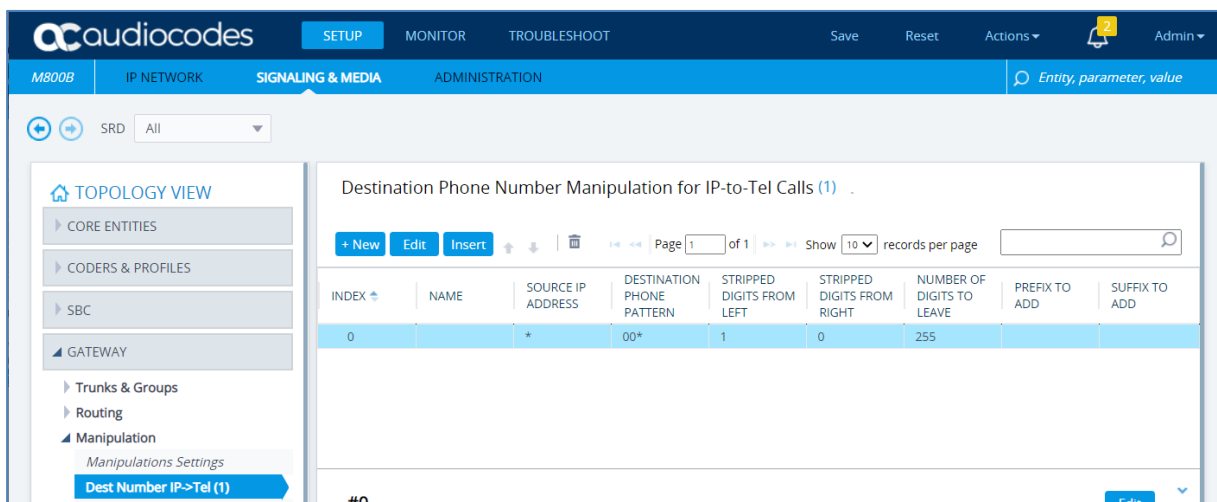 audiocodes SETUP MONITOR TROUBLESHOOT Save Reset Actions 2 Admin
M800B IP NETWORK SIGNALING & MEDIA ADMINISTRATION Entity, parameter, value
SRD All
TOPOLOGY VIEW
CORE ENTITIES
CODERS & PROFILES
SBC
GATEWAY
Trunks & Groups
Routing
Manipulation
Manipulations Settings
Dest Number IP->Tel (1)
Destination Phone Number Manipulation for IP-to-Tel Calls (1) .
+ New Edit Insert Page 1 of 1 Show 10 records per page
INDEX NAME SOURCE IP ADDRESS DESTINATION PHONE PATTERN STRIPPED DIGITS FROM LEFT STRIPPED DIGITS FROM RIGHT NUMBER OF DIGITS TO LEAVE PREFIX TO ADD SUFFIX TO ADD
0 * 00* 1 0 255
#0 Edit